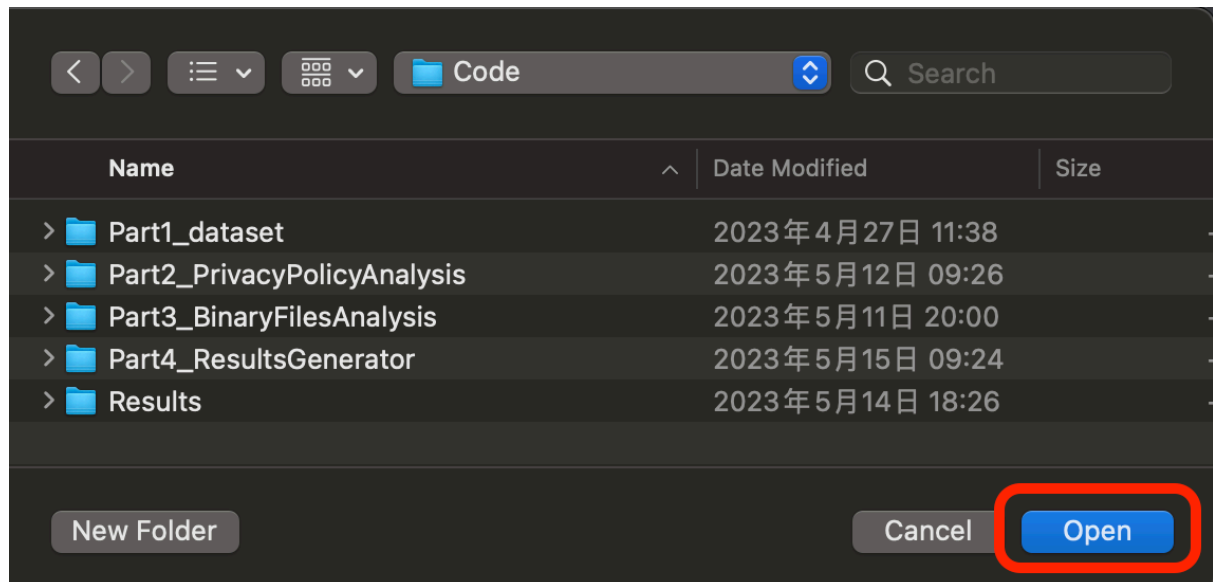 Code Search
Name Date Modified Size
Part1_dataset 2023年4月27日 11:38
Part2_PrivacyPolicyAnalysis 2023年5月12日 09:26
Part3_BinaryFilesAnalysis 2023年5月11日 20:00
Part4_ResultsGenerator 2023年5月15日 09:24
Results 2023年5月14日 18:26
New Folder Cancel Open